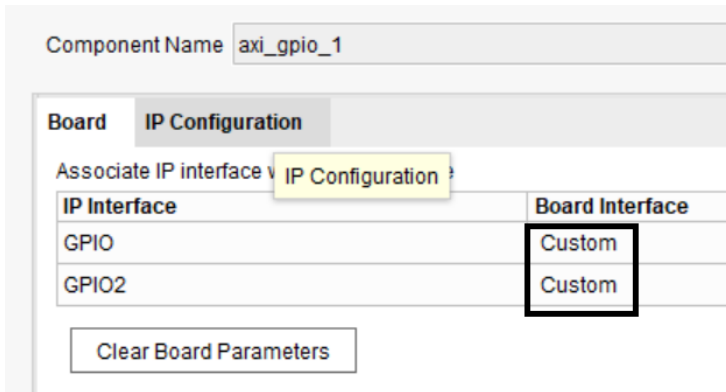 Component Name axi_gpio_1
Board IP Configuration
Associate IP interface
IP Configuration
IP Interface Board Interface
GPIO Custom
GPIO2 Custom
Clear Board Parameters